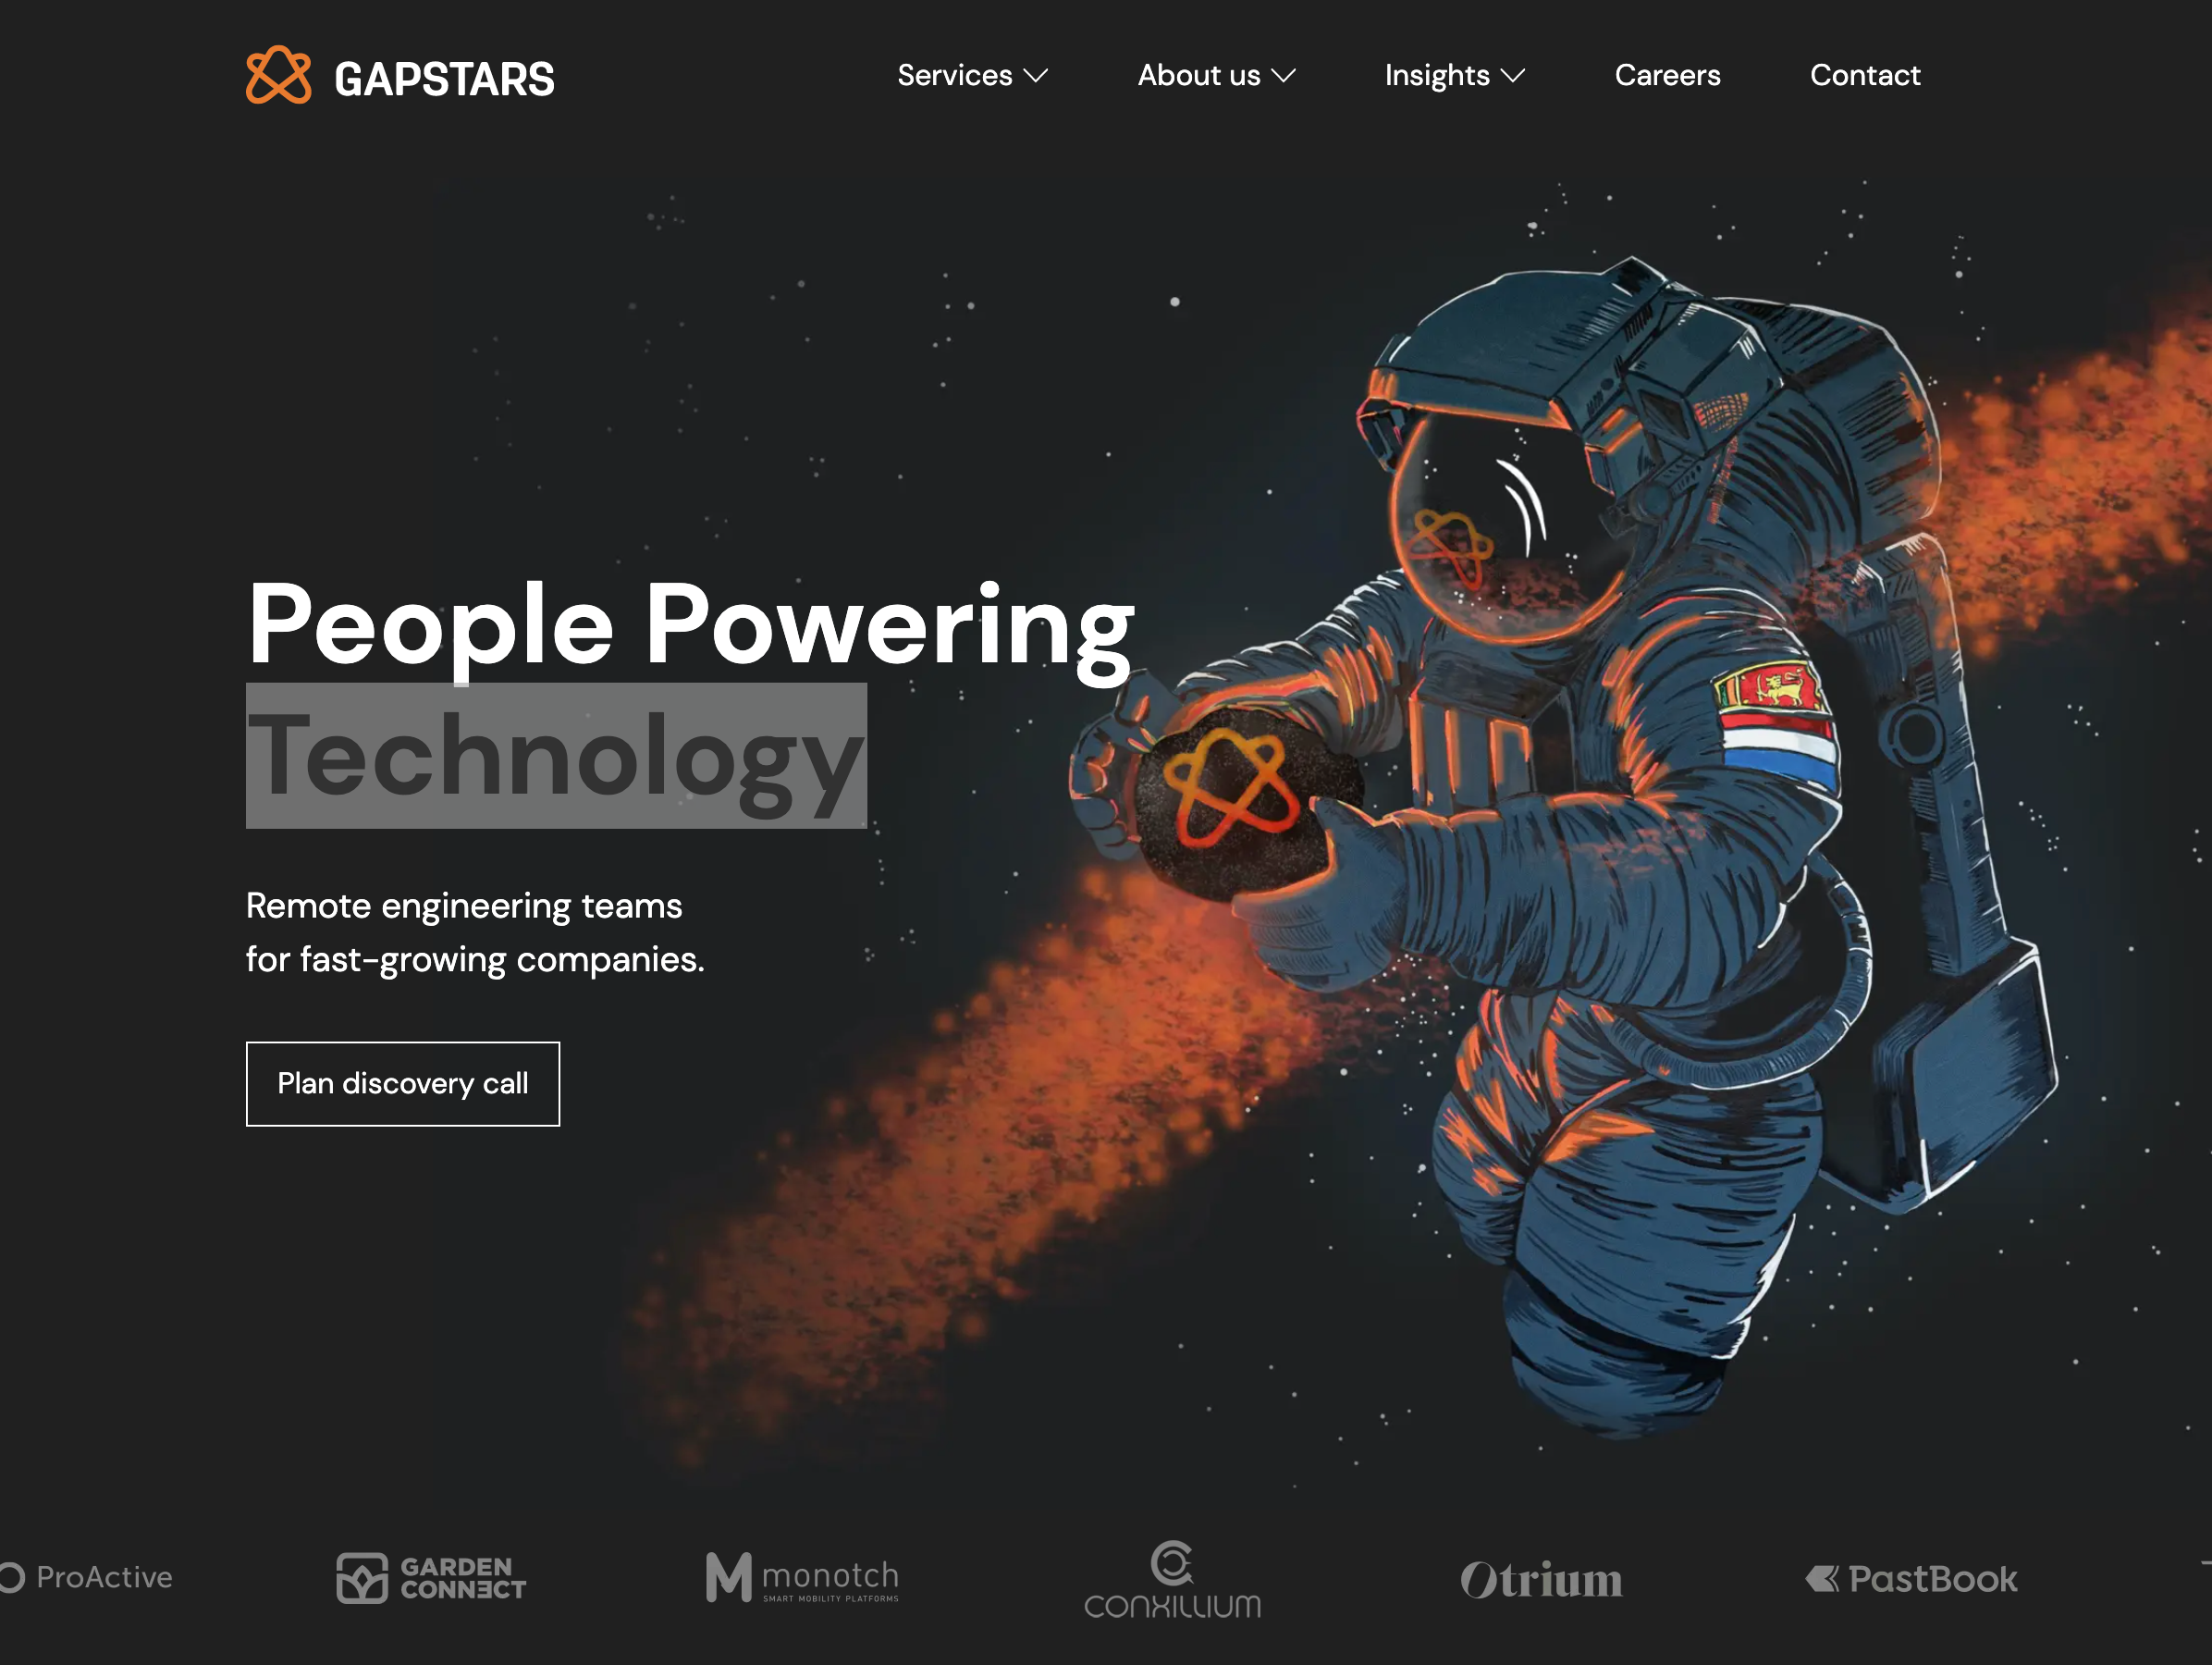 GAPSTARS
Services
About us
Insights
Careers
Contact
People Powering
Technology
Remote engineering teams
for fast-growing companies.
Plan discovery call
ProActive
GARDEN
CONNƎCT
monotch
SMART MOBILITY PLATFORMS
conxillium
Otrium
PastBook